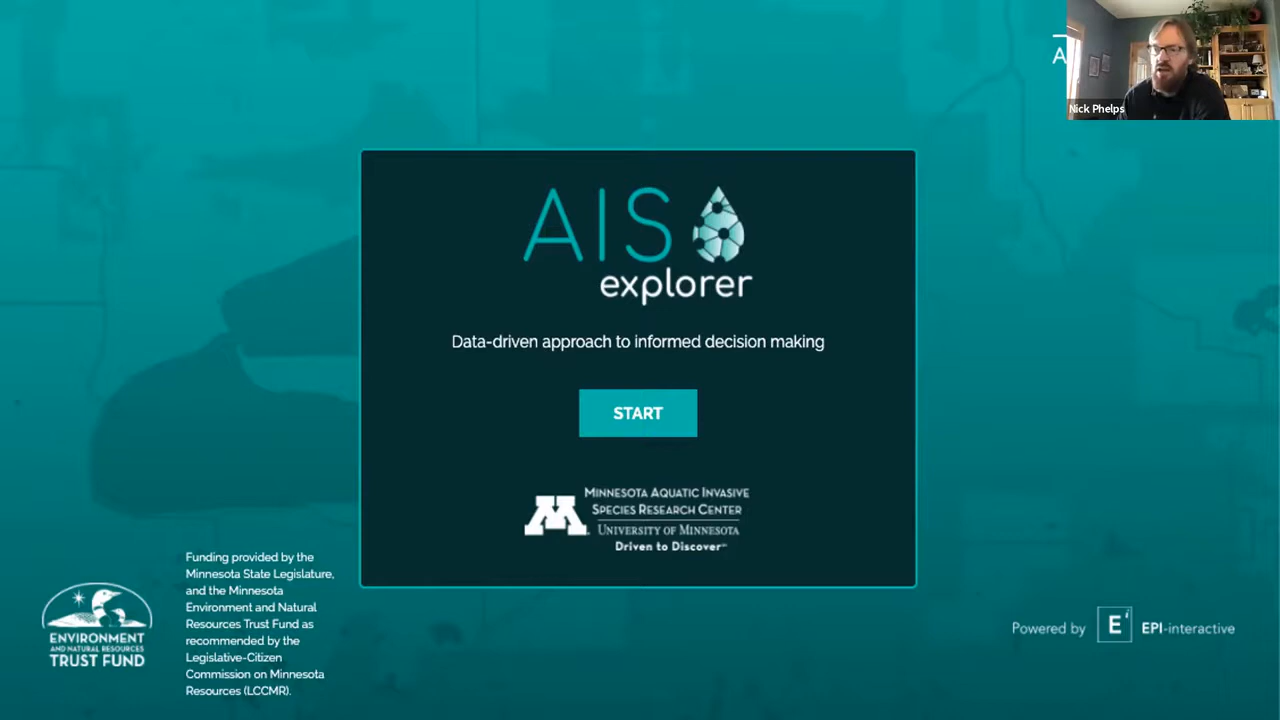 A
Nick Phelps
AIS
explorer
Data-driven approach to informed decision making
START
MINNESOTA AQUATIC INVASIVE
SPECIES RESEARCH CENTER
UNIVERSITY OF MINNESOTA
Driven to Discover℠
Funding provided by the
Minnesota State Legislature,
and the Minnesota
Environment and Natural
Resources Trust Fund as
recommended by the
Legislative-Citizen
Commission on Minnesota
Resources (LCCMR).
ENVIRONMENT
AND NATURAL RESOURCES
TRUST FUND
Powered by
Ei
EPI-interactive